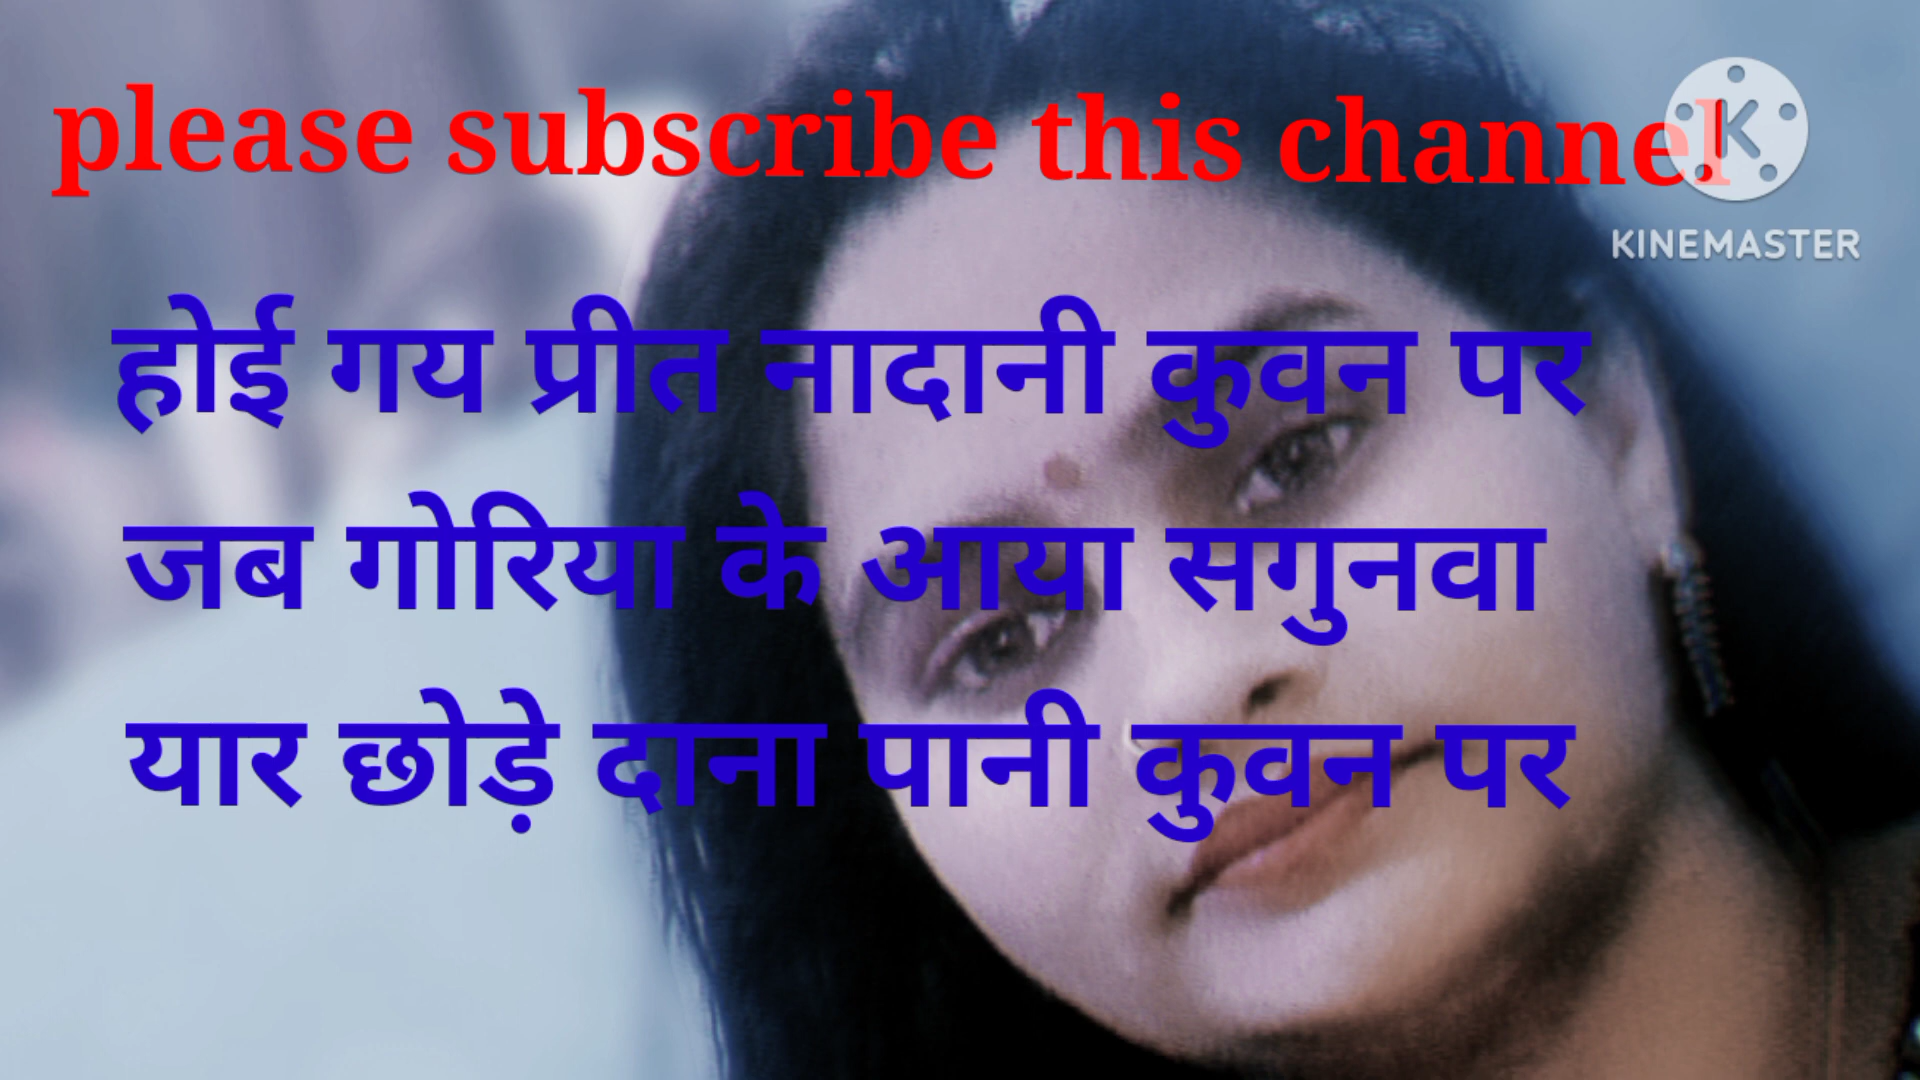 please subscribe this channel
KINEMASTER
होई गय प्रीत नादानी कुवन पर
जब गोरिया के आया सगुनवा
यार छोड़े दाना पानी कुवन पर